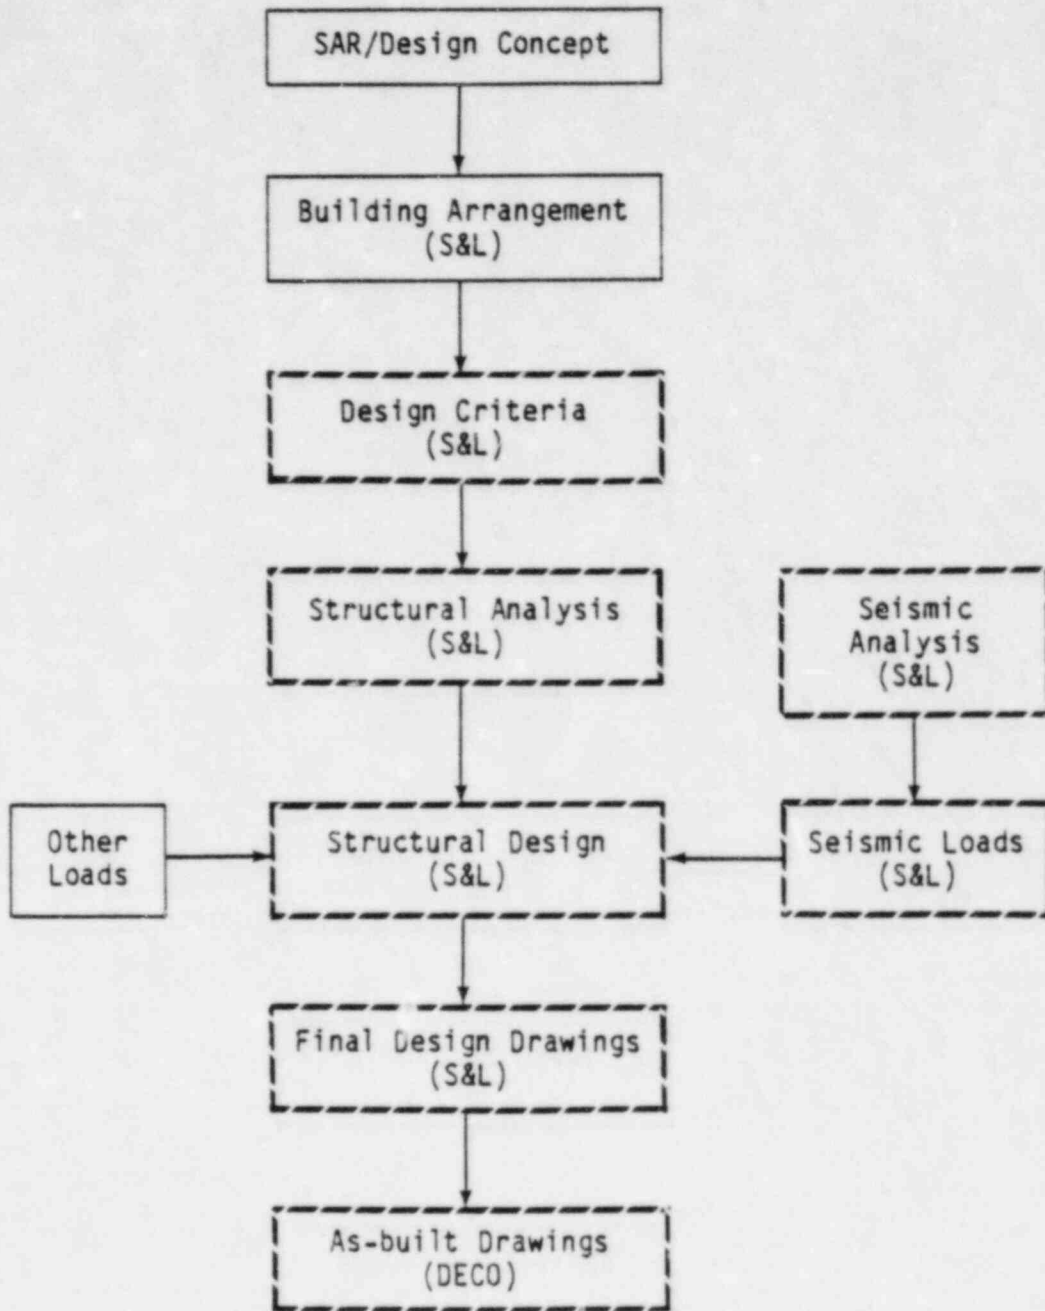 SAR/Design Concept
Building Arrangement
(S&L)
Design Criteria
(S&L)
Structural Analysis
(S&L)
Seismic
Analysis
(S&L)
Other
Loads
Structural Design
(S&L)
Seismic Loads
(S&L)
Final Design Drawings
(S&L)
As-built Drawings
(DECO)